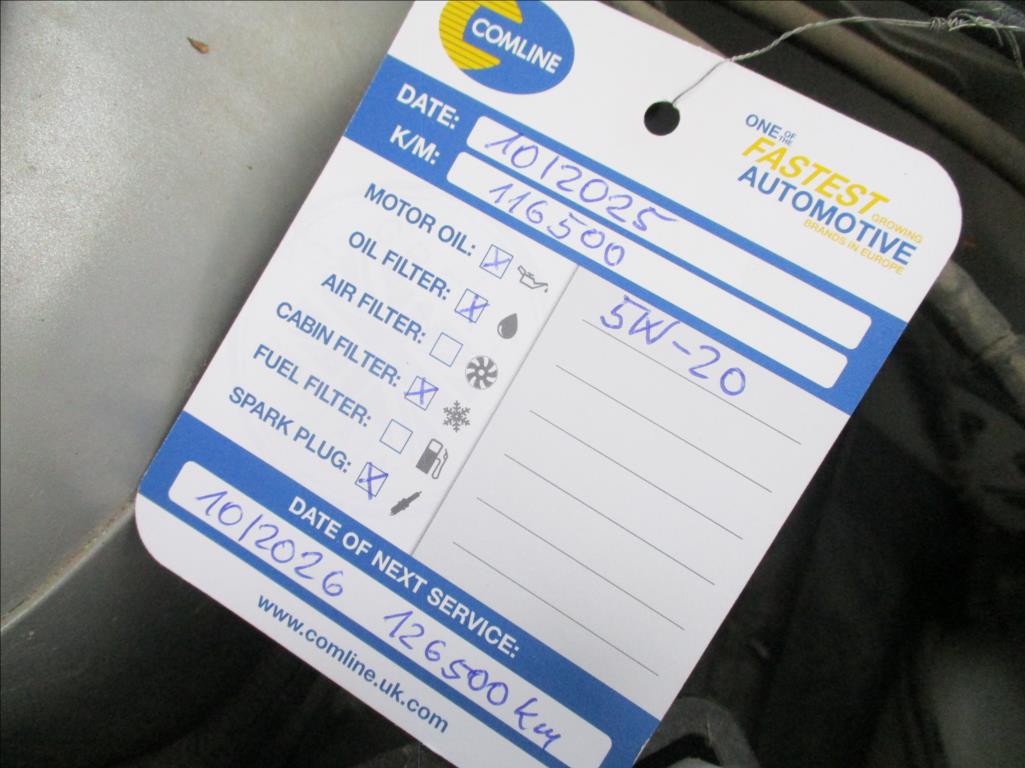 COMLINE
ONE OF THE
FASTEST
GROWING
AUTOMOTIVE
BRANDS IN EUROPE
DATE: 10/2025
K/M: 116500
MOTOR OIL: X
OIL FILTER: X
AIR FILTER:
CABIN FILTER: X
FUEL FILTER:
SPARK PLUG: X
5W-20
DATE OF NEXT SERVICE:
10/2026 126500 km
www.comline.uk.com